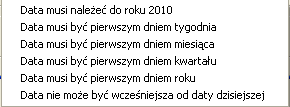 Data musi należeć do roku 2010
Data musi być pierwszym dniem tygodnia
Data musi być pierwszym dniem miesiąca
Data musi być pierwszym dniem kwartału
Data musi być pierwszym dniem roku
Data nie może być wcześniejsza od daty dzisiejszej